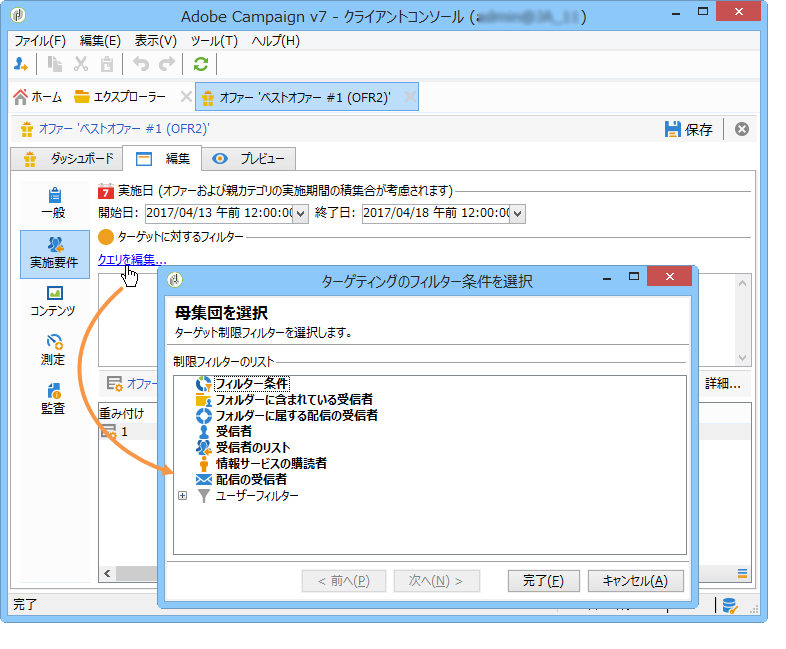 Adobe Campaign v7 - クライアントコンソール ( )
ファイル(F) 編集(E) 表示(V) ツール(T) ヘルプ(H)
ホーム エクスプローラー オファー 'ベストオファー #1 (OFR2)'
オファー 'ベストオファー #1 (OFR2)' 保存
ダッシュボード 編集 プレビュー
一般
実施要件
コンテンツ
測定
監査
7 実施日 (オファーおよび親カテゴリの実施期間の積集合が考慮されます)
開始日: 2017/04/13 午前 12:00:00 終了日: 2017/04/18 午前 12:00:00
ターゲットに対するフィルター
クエリを編集...
オファー 詳細...
重み付け
1
ターゲティングのフィルター条件を選択
母集団を選択
ターゲット制限フィルターを選択します。
制限フィルターのリスト
フィルター条件
フォルダーに含まれている受信者
フォルダーに属する配信の受信者
受信者
受信者のリスト
情報サービスの購読者
配信の受信者
ユーザーフィルター
< 前へ(P) 次へ(N) > 完了(F) キャンセル(A)
完了